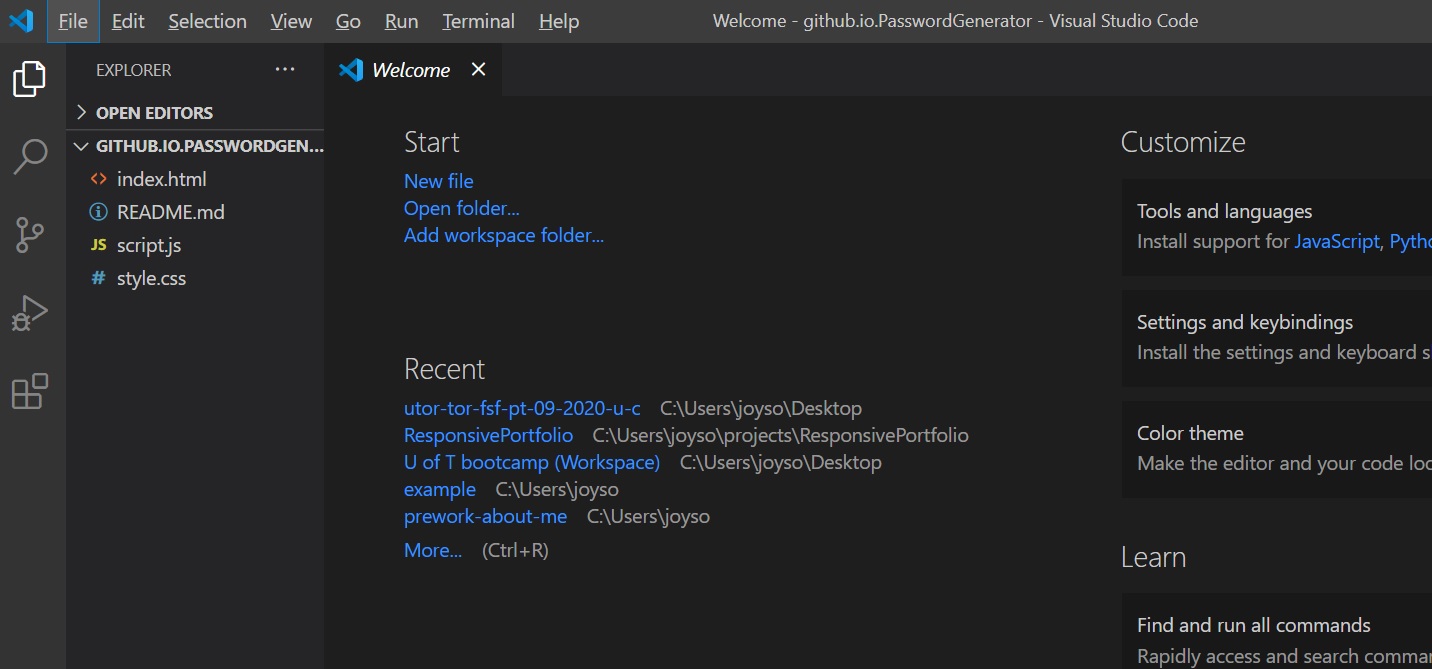 File Edit Selection View Go Run Terminal Help Welcome - github.io.PasswordGenerator - Visual Studio Code
EXPLORER ...
OPEN EDITORS
GITHUB.IO.PASSWORDGEN...
<> index.html
README.md
JS script.js
# style.css
Welcome
Start
New file
Open folder...
Add workspace folder...
Recent
utor-tor-fsf-pt-09-2020-u-c C:\Users\joyso\Desktop
ResponsivePortfolio C:\Users\joyso\projects\ResponsivePortfolio
U of T bootcamp (Workspace) C:\Users\joyso\Desktop
example C:\Users\joyso
prework-about-me C:\Users\joyso
More... (Ctrl+R)
Customize
Tools and languages
Install support for JavaScript, Pytho
Settings and keybindings
Install the settings and keyboard s
Color theme
Make the editor and your code loo
Learn
Find and run all commands
Rapidly access and search comma